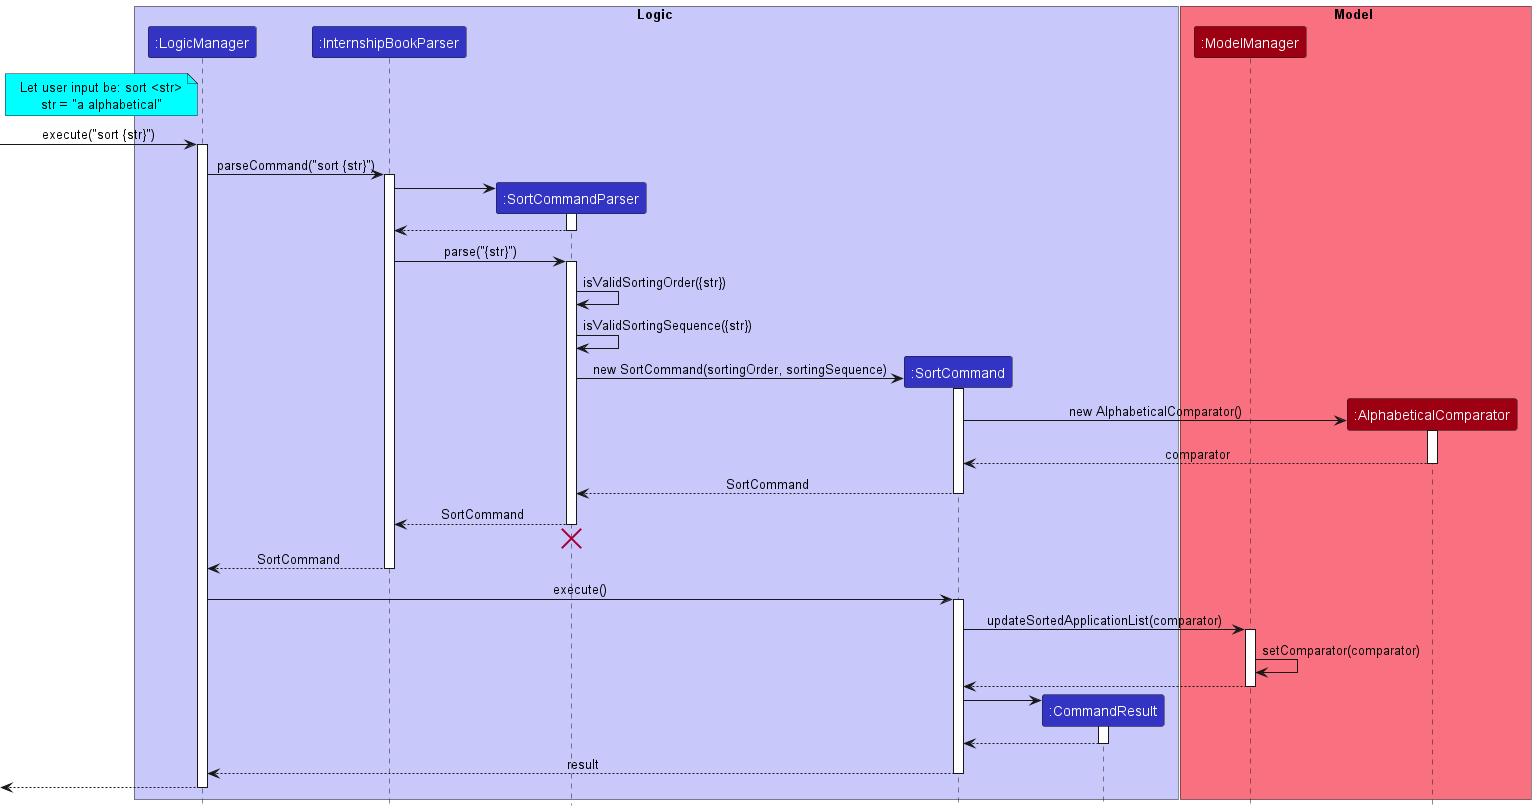 Logic
Model
:LogicManager
:InternshipBookParser
:ModelManager
Let user input be: sort <str>
str = "a alphabetical"
execute("sort {str}")
parseCommand("sort {str}")
:SortCommandParser
parse("{str}")
isValidSortingOrder({str})
isValidSortingSequence({str})
new SortCommand(sortingOrder, sortingSequence)
:SortCommand
new AlphabeticalComparator()
:AlphabeticalComparator
comparator
SortCommand
SortCommand
SortCommand
execute()
updateSortedApplicationList(comparator)
setComparator(comparator)
:CommandResult
result